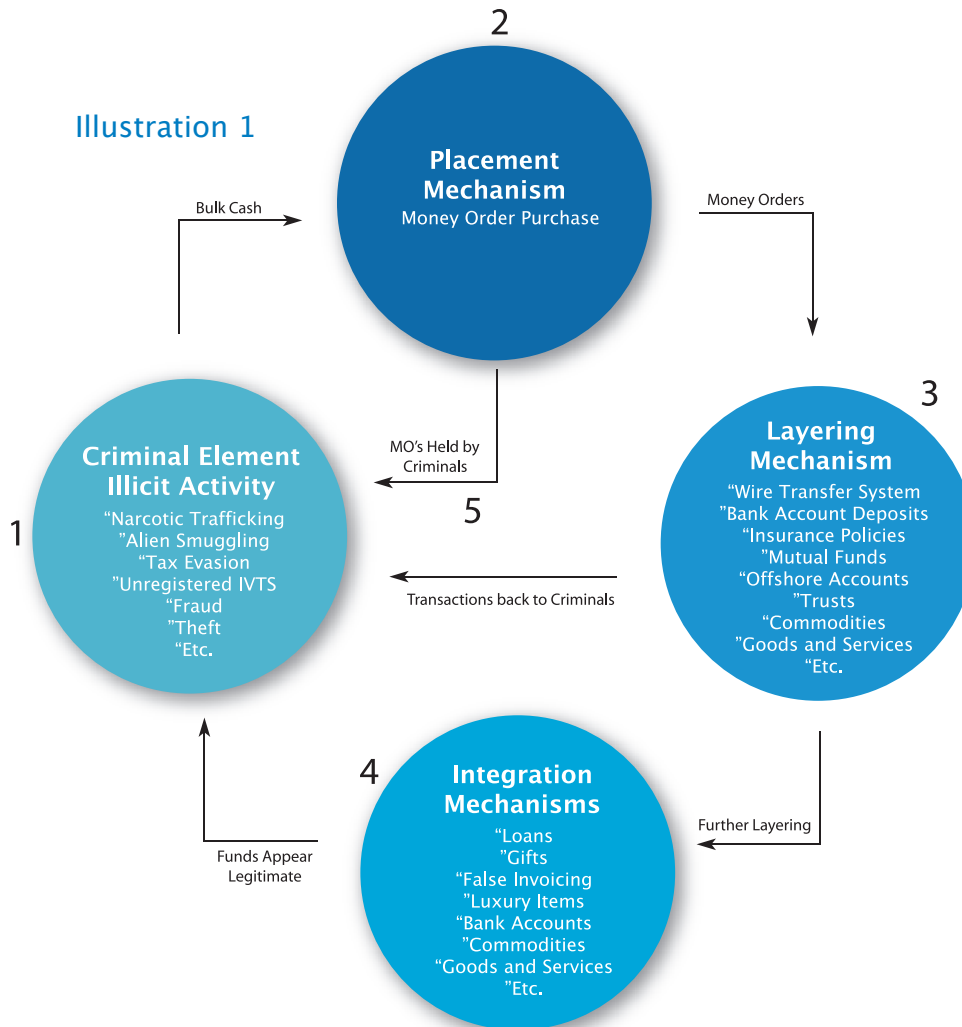 Illustration 1
2
Placement
Mechanism
Money Order Purchase
Bulk Cash
Money Orders
3
Layering
Mechanism
“Wire Transfer System
”Bank Account Deposits
“Insurance Policies
”Mutual Funds
“Offshore Accounts
”Trusts
“Commodities
”Goods and Services
“Etc.
MO's Held by
Criminals
5
Transactions back to Criminals
1
Criminal Element
Illicit Activity
“Narcotic Trafficking
”Alien Smuggling
“Tax Evasion
”Unregistered IVTS
“Fraud
”Theft
“Etc.
4
Integration
Mechanisms
“Loans
”Gifts
“False Invoicing
”Luxury Items
“Bank Accounts
”Commodities
“Goods and Services
”Etc.
Further Layering
Funds Appear
Legitimate